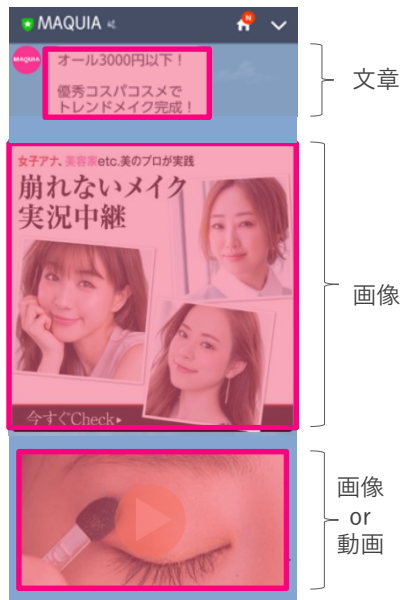 MAQUIA
N
MAQUIA
オール3000円以下！
優秀コスパコスメで
トレンドメイク完成！
文章
女子アナ、美容家etc.美のプロが実践
崩れないメイク
実況中継
画像
今すぐCheck
画像
or
動画